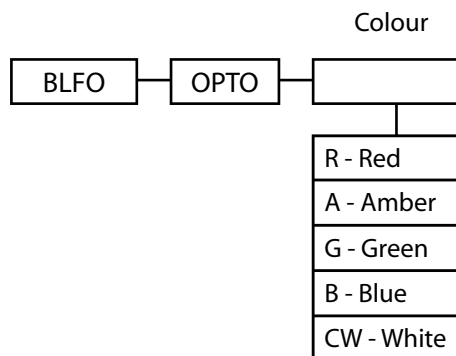 Colour
BLFO OPTO
R - Red
A - Amber
G - Green
B - Blue
CW - White